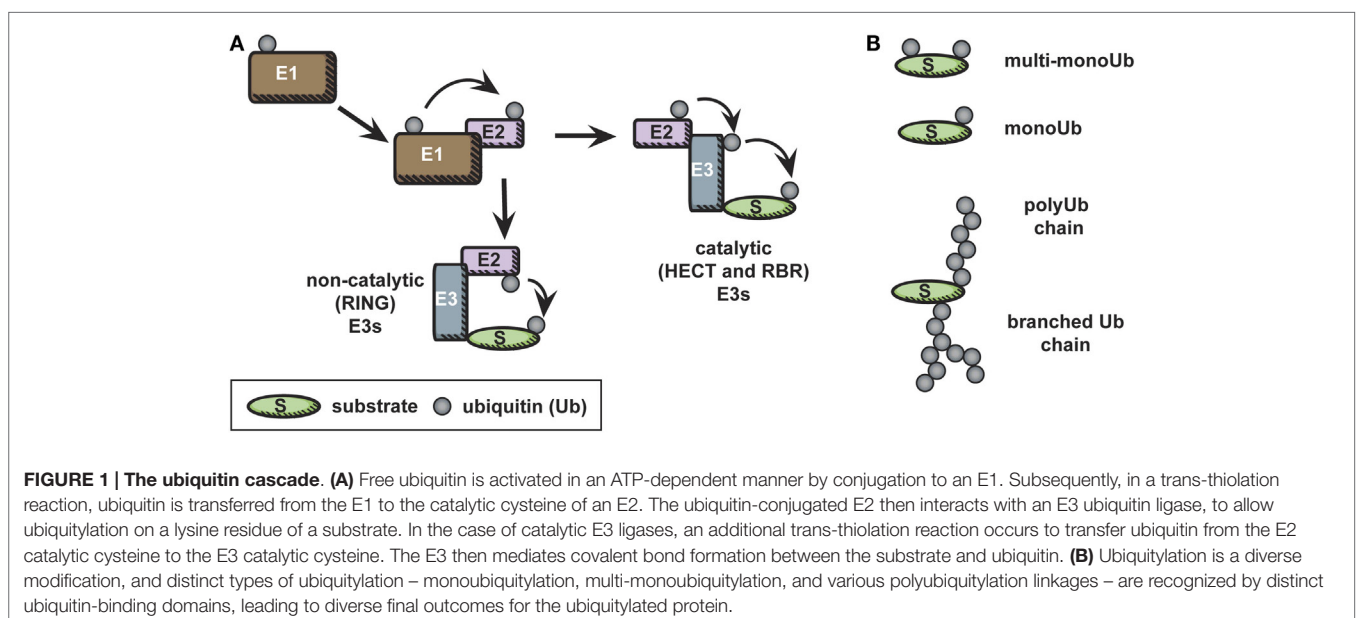 A
E1
E1
E2
E2
E3
S
catalytic
(HECT and RBR)
E3s
non-catalytic
(RING)
E3s
E2
E3
S
S substrate ubiquitin (Ub)
B
S
multi-monoUb
S
monoUb
polyUb
chain
S
branched Ub
chain
FIGURE 1 | The ubiquitin cascade. (A) Free ubiquitin is activated in an ATP-dependent manner by conjugation to an E1. Subsequently, in a trans-thiolation
reaction, ubiquitin is transferred from the E1 to the catalytic cysteine of an E2. The ubiquitin-conjugated E2 then interacts with an E3 ubiquitin ligase, to allow
ubiquitylation on a lysine residue of a substrate. In the case of catalytic E3 ligases, an additional trans-thiolation reaction occurs to transfer ubiquitin from the E2
catalytic cysteine to the E3 catalytic cysteine. The E3 then mediates covalent bond formation between the substrate and ubiquitin. (B) Ubiquitylation is a diverse
modification, and distinct types of ubiquitylation – monoubiquitylation, multi-monoubiquitylation, and various polyubiquitylation linkages – are recognized by distinct
ubiquitin-binding domains, leading to diverse final outcomes for the ubiquitylated protein.